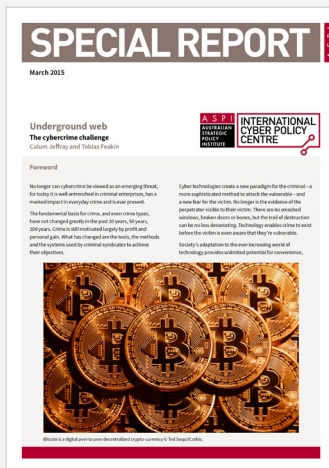 SPECIAL REPORT
March 2015
A S P I
AUSTRALIAN
STRATEGIC
POLICY
INSTITUTE
INTERNATIONAL
CYBER POLICY
CENTRE
Underground web
The cybercrime challenge
Calum Jeffray and Tobias Feakin
Foreword
No longer can cybercrime be viewed as an emerging threat,
for today it is well entrenched in criminal enterprises, has a
marked impact in everyday crime and is ever present.
The fundamental basis for crime, and even crime types,
have not changed greatly in the past 20 years, 50 years,
200 years. Crime is still motivated largely by profit and
personal gain. What has changed are the tools, the methods
and the systems used by criminal syndicates to achieve
their objectives.
Cyber technologies create a new paradigm for the criminal—a
more sophisticated method to attack the vulnerable—and
a new fear for the victim. No longer is the evidence of the
perpetrator visible to their victim. There are no smashed
windows, broken doors or bones, but the trail of destruction
can be no less devastating. Technology enables crime to exist
before the victim is even aware that they're vulnerable.
Society's adaptation to the ever increasing world of
technology provides unlimited potential for convenience,
Bitcoin is a digital peer to peer decentralized crypto-currency © Ted Soqui/Corbis.